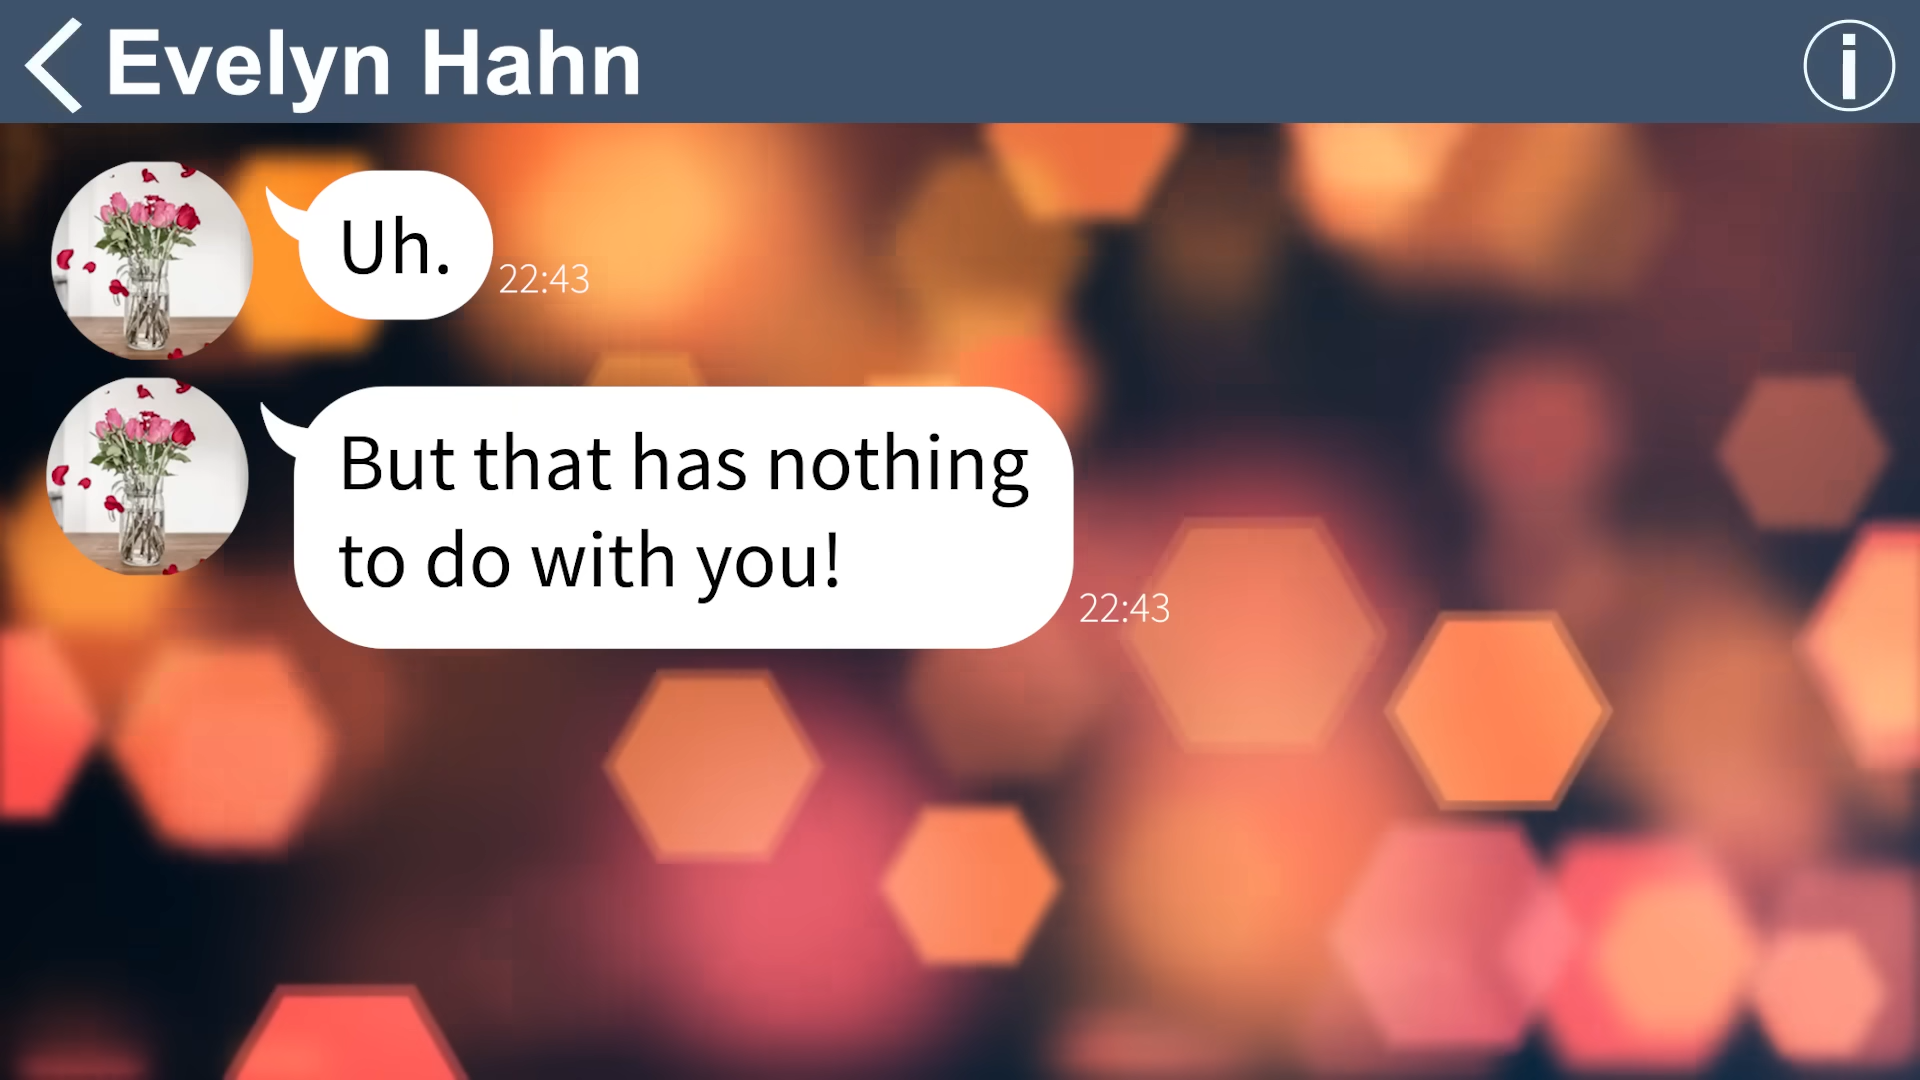 Evelyn Hahn
Uh.
22:43
But that has nothing
to do with you!
22:43